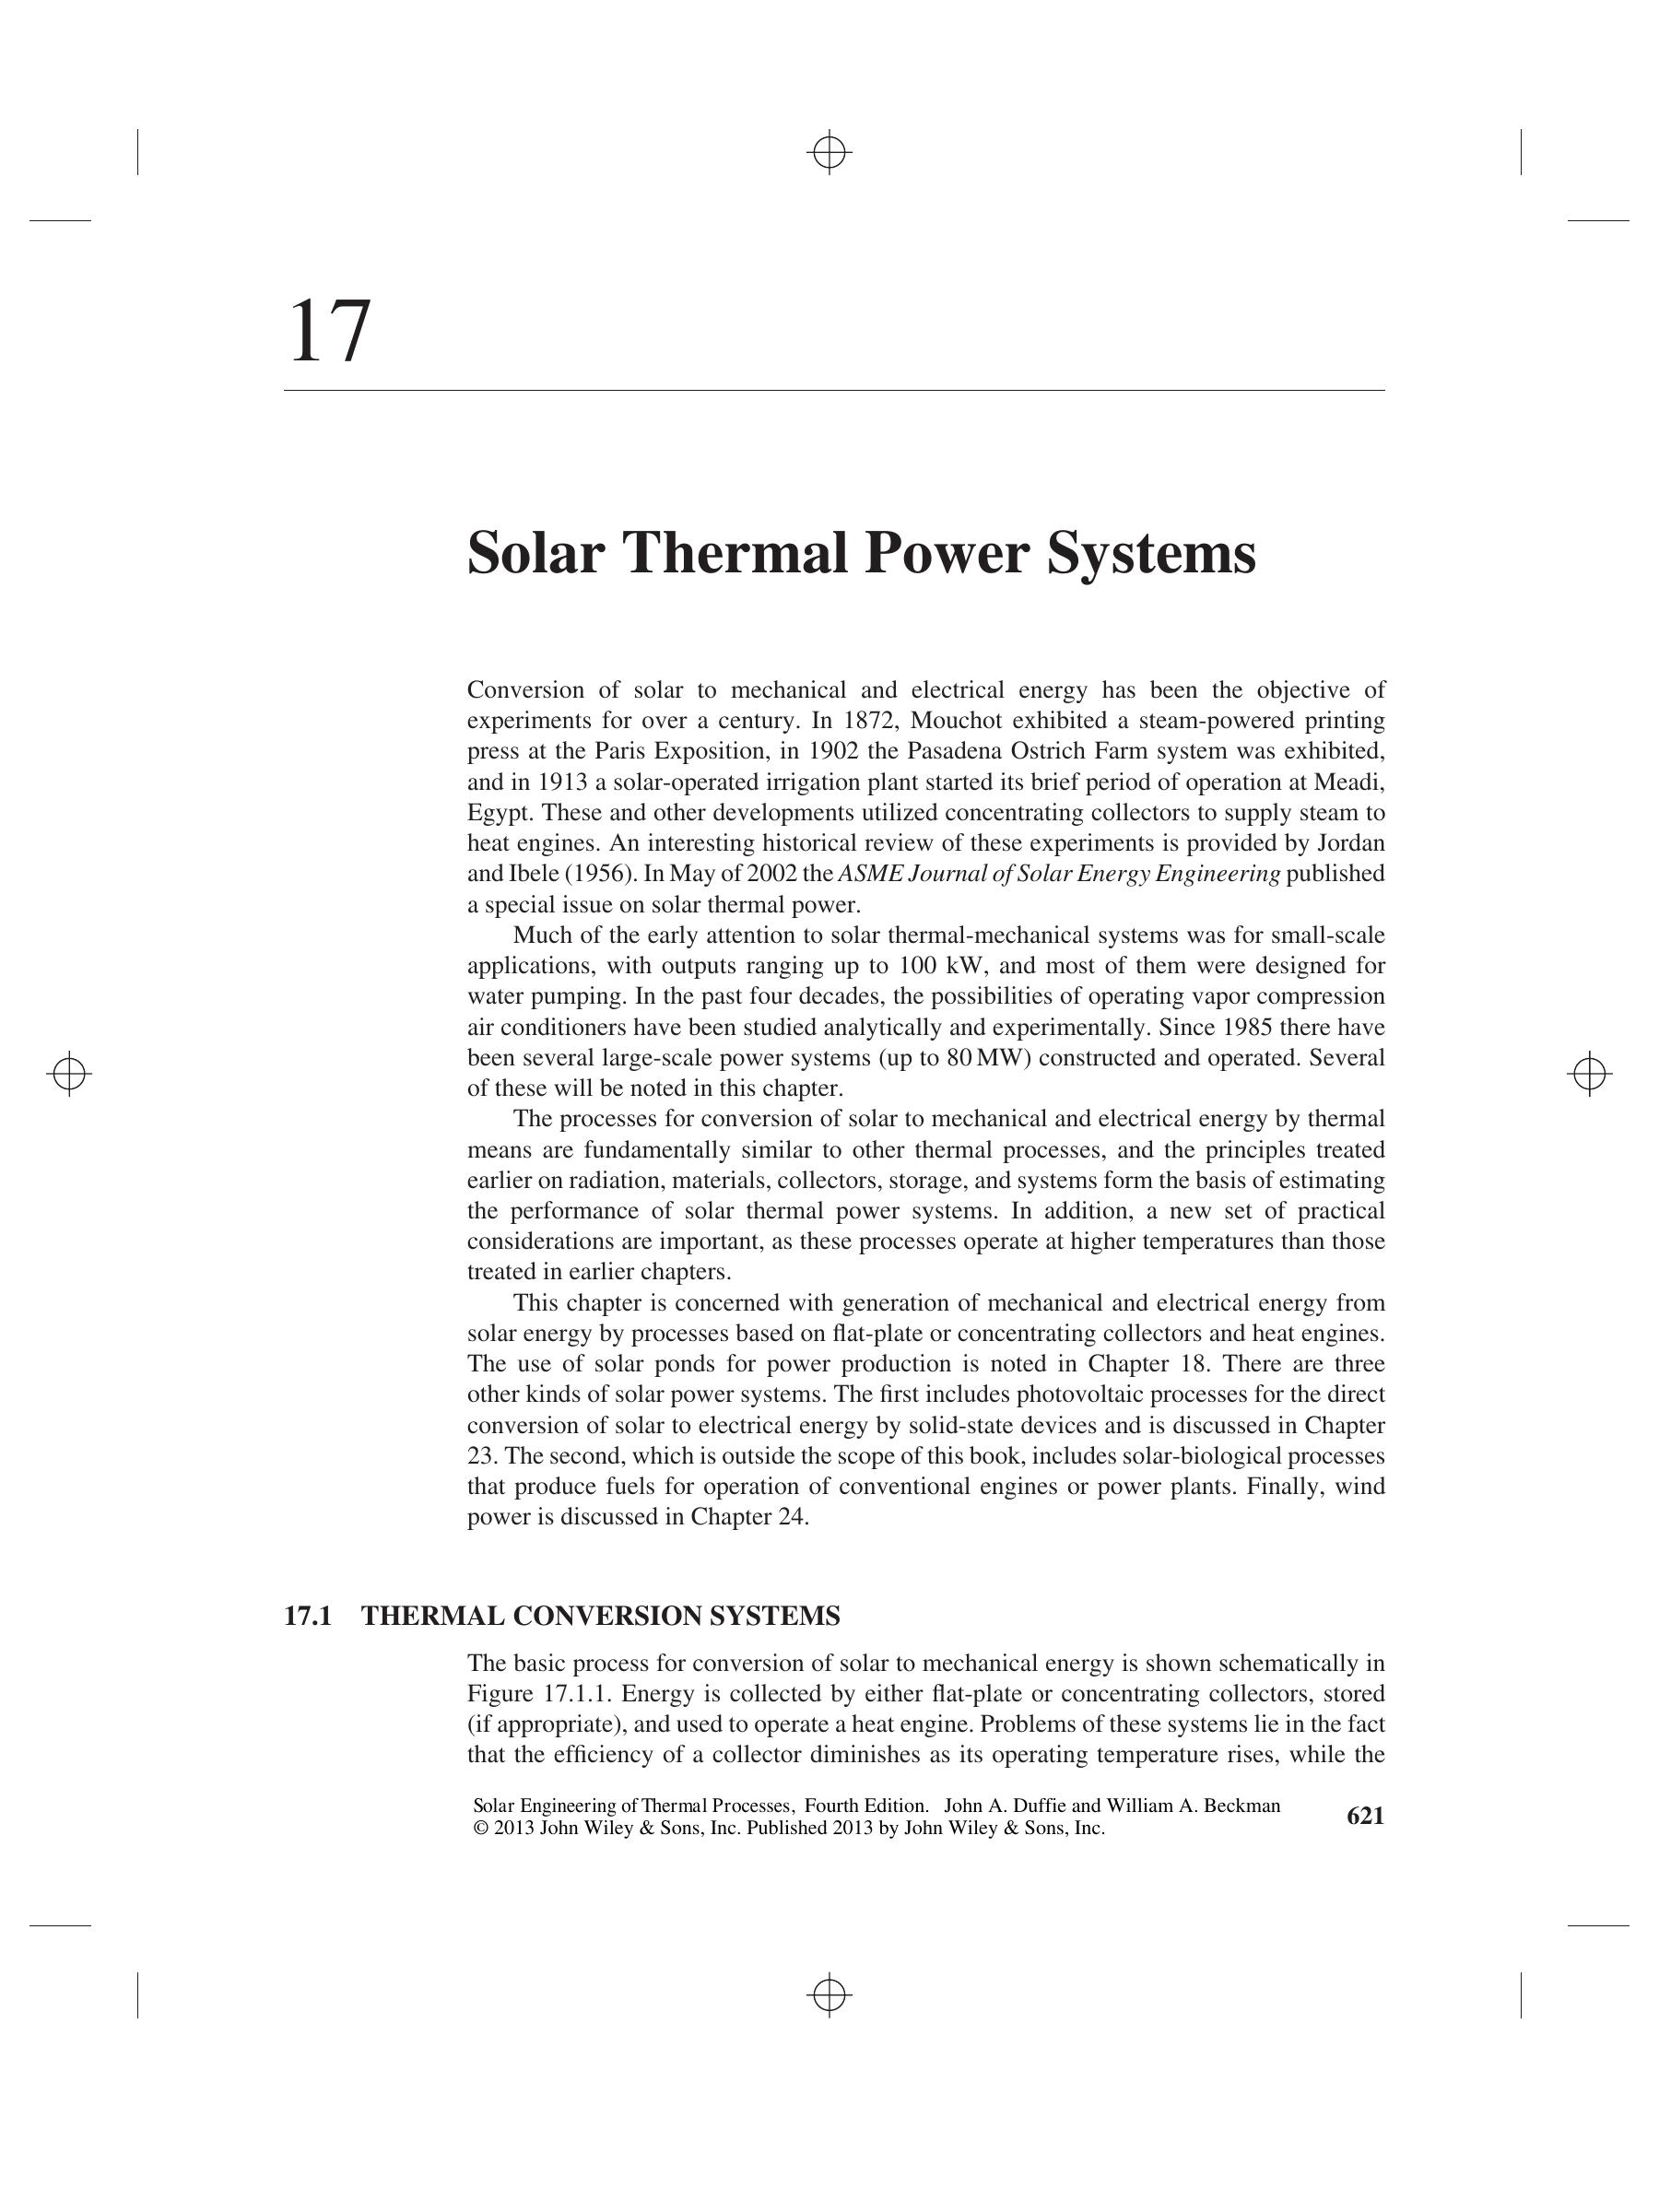 17
Solar Thermal Power Systems
Conversion of solar to mechanical and electrical energy has been the objective of
experiments for over a century. In 1872, Mouchot exhibited a steam-powered printing
press at the Paris Exposition, in 1902 the Pasadena Ostrich Farm system was exhibited,
and in 1913 a solar-operated irrigation plant started its brief period of operation at Meadi,
Egypt. These and other developments utilized concentrating collectors to supply steam to
heat engines. An interesting historical review of these experiments is provided by Jordan
and Ibele (1956). In May of 2002 the ASME Journal of Solar Energy Engineering published
a special issue on solar thermal power.
Much of the early attention to solar thermal-mechanical systems was for small-scale
applications, with outputs ranging up to 100 kW, and most of them were designed for
water pumping. In the past four decades, the possibilities of operating vapor compression
air conditioners have been studied analytically and experimentally. Since 1985 there have
been several large-scale power systems (up to 80 MW) constructed and operated. Several
of these will be noted in this chapter.
The processes for conversion of solar to mechanical and electrical energy by thermal
means are fundamentally similar to other thermal processes, and the principles treated
earlier on radiation, materials, collectors, storage, and systems form the basis of estimating
the performance of solar thermal power systems. In addition, a new set of practical
considerations are important, as these processes operate at higher temperatures than those
treated in earlier chapters.
This chapter is concerned with generation of mechanical and electrical energy from
solar energy by processes based on flat-plate or concentrating collectors and heat engines.
The use of solar ponds for power production is noted in Chapter 18. There are three
other kinds of solar power systems. The first includes photovoltaic processes for the direct
conversion of solar to electrical energy by solid-state devices and is discussed in Chapter
23. The second, which is outside the scope of this book, includes solar-biological processes
that produce fuels for operation of conventional engines or power plants. Finally, wind
power is discussed in Chapter 24.
17.1 THERMAL CONVERSION SYSTEMS
The basic process for conversion of solar to mechanical energy is shown schematically in
Figure 17.1.1. Energy is collected by either flat-plate or concentrating collectors, stored
(if appropriate), and used to operate a heat engine. Problems of these systems lie in the fact
that the efficiency of a collector diminishes as its operating temperature rises, while the
Solar Engineering of Thermal Processes, Fourth Edition. John A. Duffie and William A. Beckman
© 2013 John Wiley & Sons, Inc. Published 2013 by John Wiley & Sons, Inc.
621